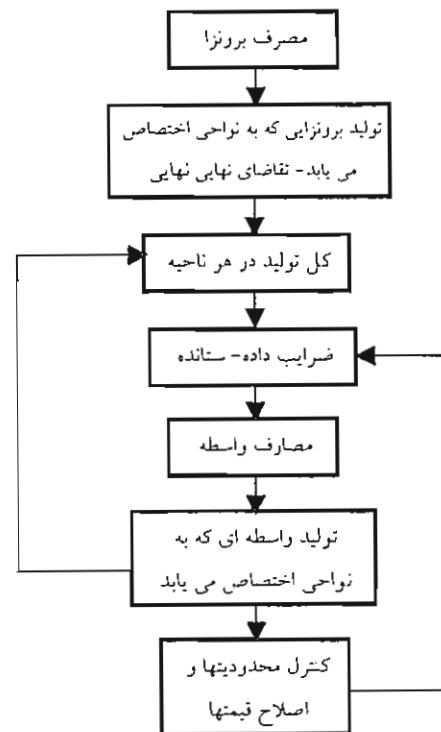 مصرف برونزا
تولید برونزایی که به نواحی اختصاص
می یابد- تقاضای نهایی نهایی
کل تولید در هر ناحیه
ضرایب داده- ستانده
مصارف واسطه
تولید واسطه ای که به
نواحی اختصاص می یابد
کنترل محدودیتها و
اصلاح قیمتها